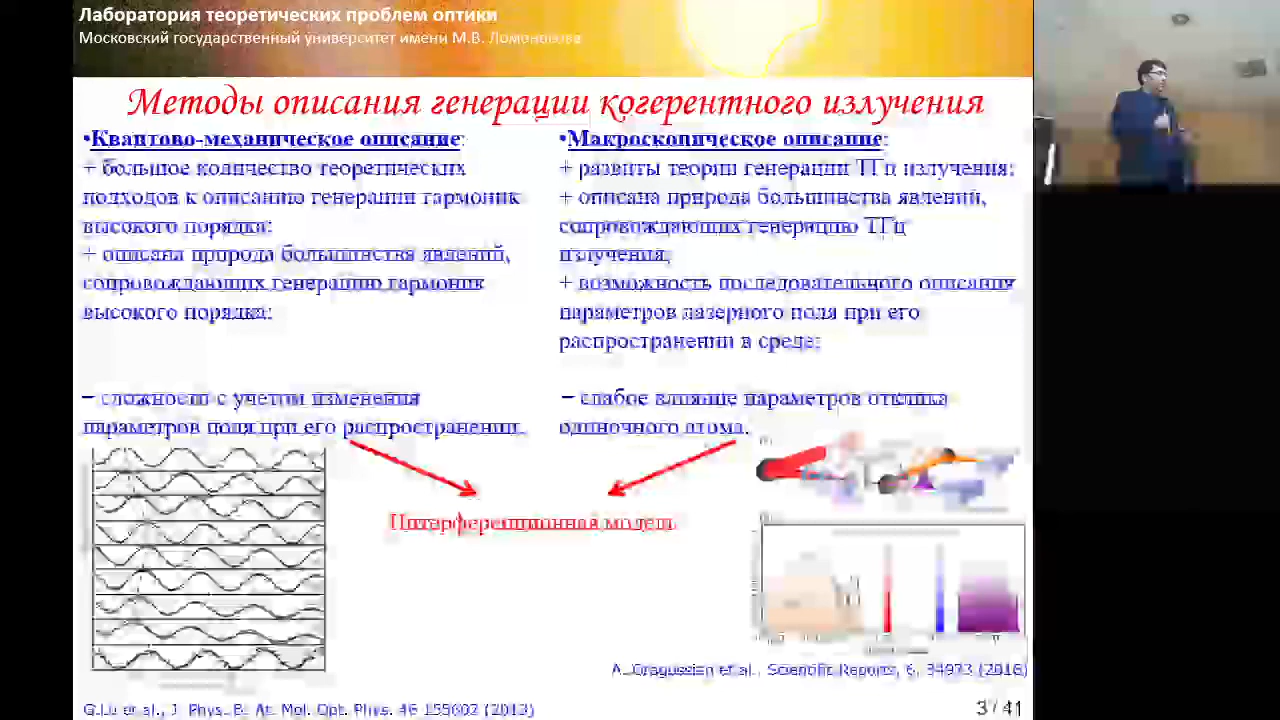 Лаборатория теоретических проблем оптики
Московский государственный университет имени М.В. Ломоносова
Методы описания генерации когерентного излучения
•Квантово-механическое описание:
+ большое количество теоретических
подходов к описанию генерации гармоник
высокого порядка;
+ описана природа большинства явлений,
сопровождающих генерацию гармоник
высокого порядка;
− сложности с учетом изменения
параметров поля при его распространении.
•Макроскопическое описание:
+ развиты теории генерации ТГц излучения;
+ описана природа большинства явлений,
сопровождающих генерацию ТГц
излучения;
+ возможность последовательного описания
параметров лазерного поля при его
распространении в среде;
− слабое влияние параметров отклика
одиночного атома.
Интерференционная модель
A. et al., Scientific Reports, 6, 34973 (2016)
et al., J. Phys. B: At. Mol. Opt. Phys. 46 155602 (2013)
3 / 41